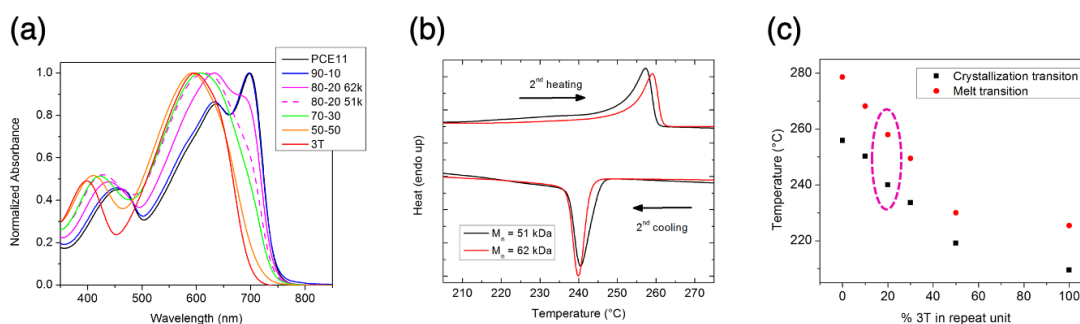 (a)
Normalized Absorbance
1.0
0.8
0.6
0.4
0.2
0.0
400 500 600 700 800
Wavelength (nm)
PCE11
90-10
80-20 62k
80-20 51k
70-30
50-50
3T
(b)
Heat (endo up)
2nd heating
2nd cooling
Mn = 51 kDa
Mn = 62 kDa
210 220 230 240 250 260 270
Temperature (°C)
(c)
Temperature (°C)
280
260
240
220
Crystallization transiton
Melt transition
0 20 40 60 80 100
% 3T in repeat unit